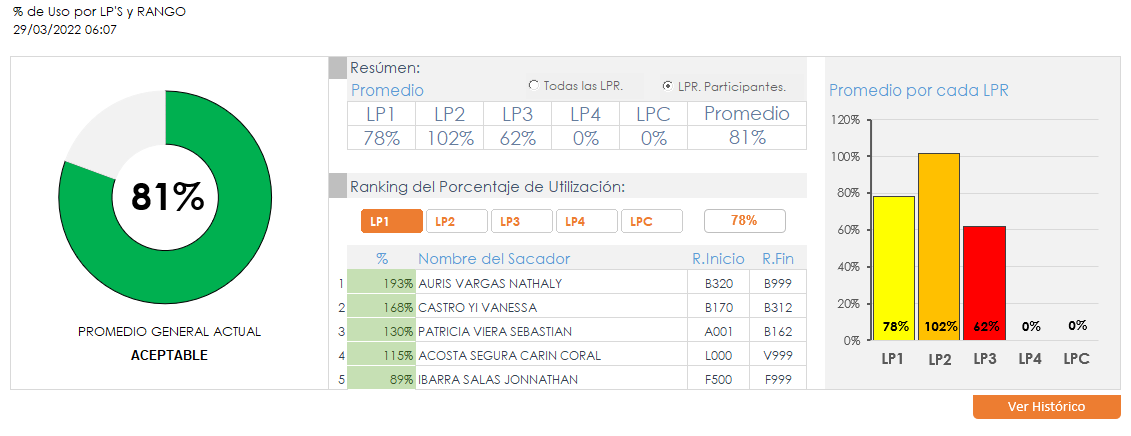 % de Uso por LP'S y RANGO
29/03/2022 06:07
81%
PROMEDIO GENERAL ACTUAL
ACEPTABLE
Resúmen:
Promedio
Todas las LPR.
LPR. Participantes.
LP1 LP2 LP3 LP4 LPC Promedio
78% 102% 62% 0% 0% 81%
Ranking del Porcentaje de Utilización:
LP1 LP2 LP3 LP4 LPC 78%
% Nombre del Sacador R.Inicio R.Fin
1 193% AURIS VARGAS NATHALY B320 B999
2 168% CASTRO YI VANESSA B170 B312
3 130% PATRICIA VIERA SEBASTIAN A001 B162
4 115% ACOSTA SEGURA CARIN CORAL L000 V999
5 89% IBARRA SALAS JONNATHAN F500 F999
Promedio por cada LPR
120%
100%
80%
60%
40%
20%
0%
78% 102% 62% 0% 0%
LP1 LP2 LP3 LP4 LPC
Ver Histórico